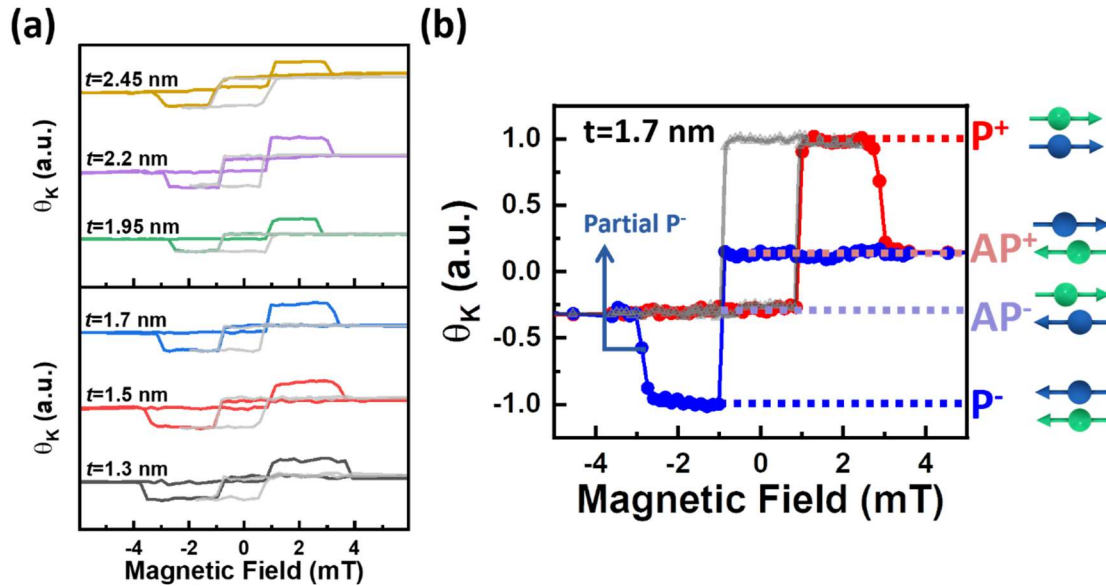 (a)
t=2.45 nm
t=2.2 nm
t=1.95 nm
θK (a.u.)
t=1.7 nm
t=1.5 nm
t=1.3 nm
θK (a.u.)
-4 -2 0 2 4
Magnetic Field (mT)
(b)
t=1.7 nm
Partial P-
1.0
0.5
0.0
-0.5
-1.0
θK (a.u.)
-4 -2 0 2 4
Magnetic Field (mT)
P+
AP+
AP-
P-